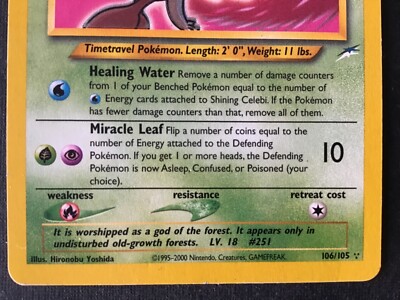 Timetravel Pokémon. Length: 2' 0", Weight: 11 lbs.
Healing Water Remove a number of damage counters
from 1 of your Benched Pokémon equal to the number
of Energy cards attached to Shining Celebi. If the Pokémon
has fewer damage counters than that, remove all of them.
Miracle Leaf Flip a number of coins equal to the
number of Energy attached to the Defending
Pokémon. If you get 1 or more heads, the Defending
Pokémon is now Asleep, Confused, or Poisoned (your
choice).
10
weakness resistance retreat cost
It is worshipped as a god of the forest. It appears only in
undisturbed old-growth forests. LV. 18 #251
Illus. Hironobu Yoshida ©1995-2000 Nintendo, Creatures, GAMEFREAK. 106/105